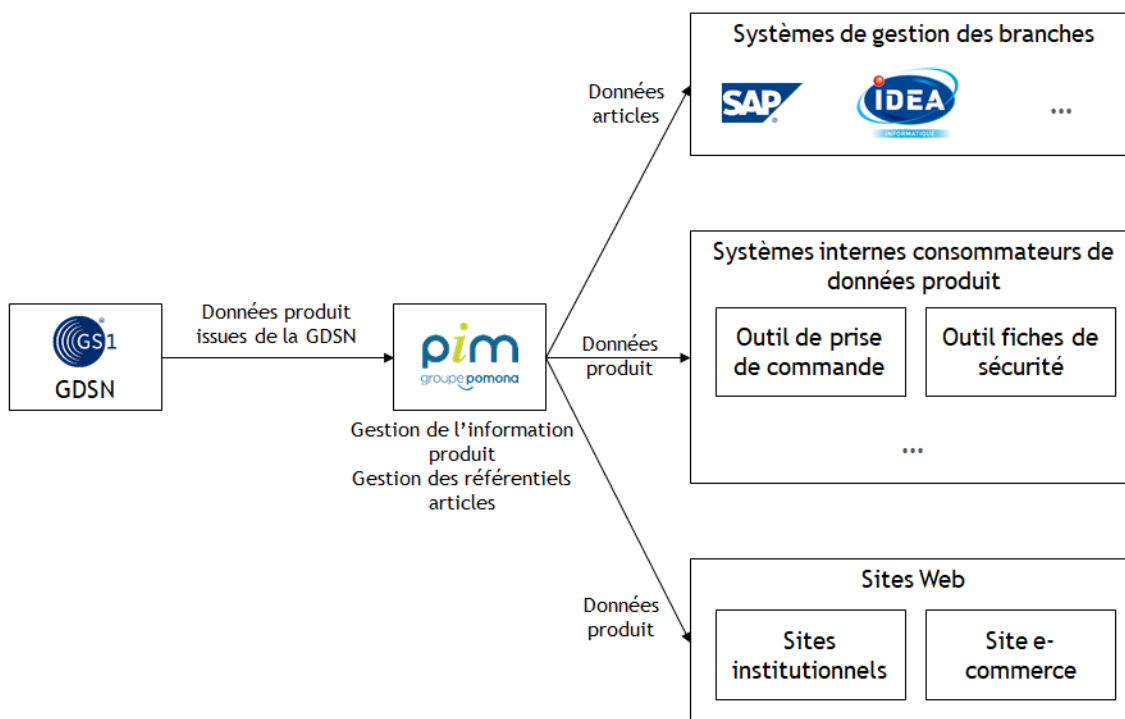 Systèmes de gestion des branches
SAP
®
IDEA
INFORMATIQUE
...
Données
articles
Systèmes internes consommateurs de
données produit
Outil de prise
de commande
Outil fiches de
sécurité
...
GS1
®
GDSN
Données produit
issues de la GDSN
pim
groupe pomona
Gestion de l’information
produit
Gestion des référentiels
articles
Données
produit
Données
produit
Sites Web
Sites
institutionnels
Site e-
commerce